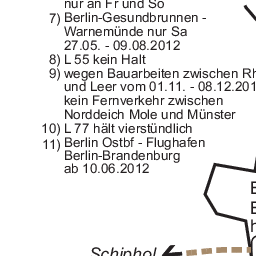 nur an Fr und So
7) Berlin-Gesundbrunnen -
Warnemünde nur Sa
27.05. - 09.08.2012
8) L 55 kein Halt
9) wegen Bauarbeiten zwischen
und Leer vom 01.11. - 08.12.201
kein Fernverkehr zwischen
Norddeich Mole und Münster
10) L 77 hält vierstündlich
11) Berlin Ostbf - Flughafen
Berlin-Brandenburg
ab 10.06.2012
Schiphol